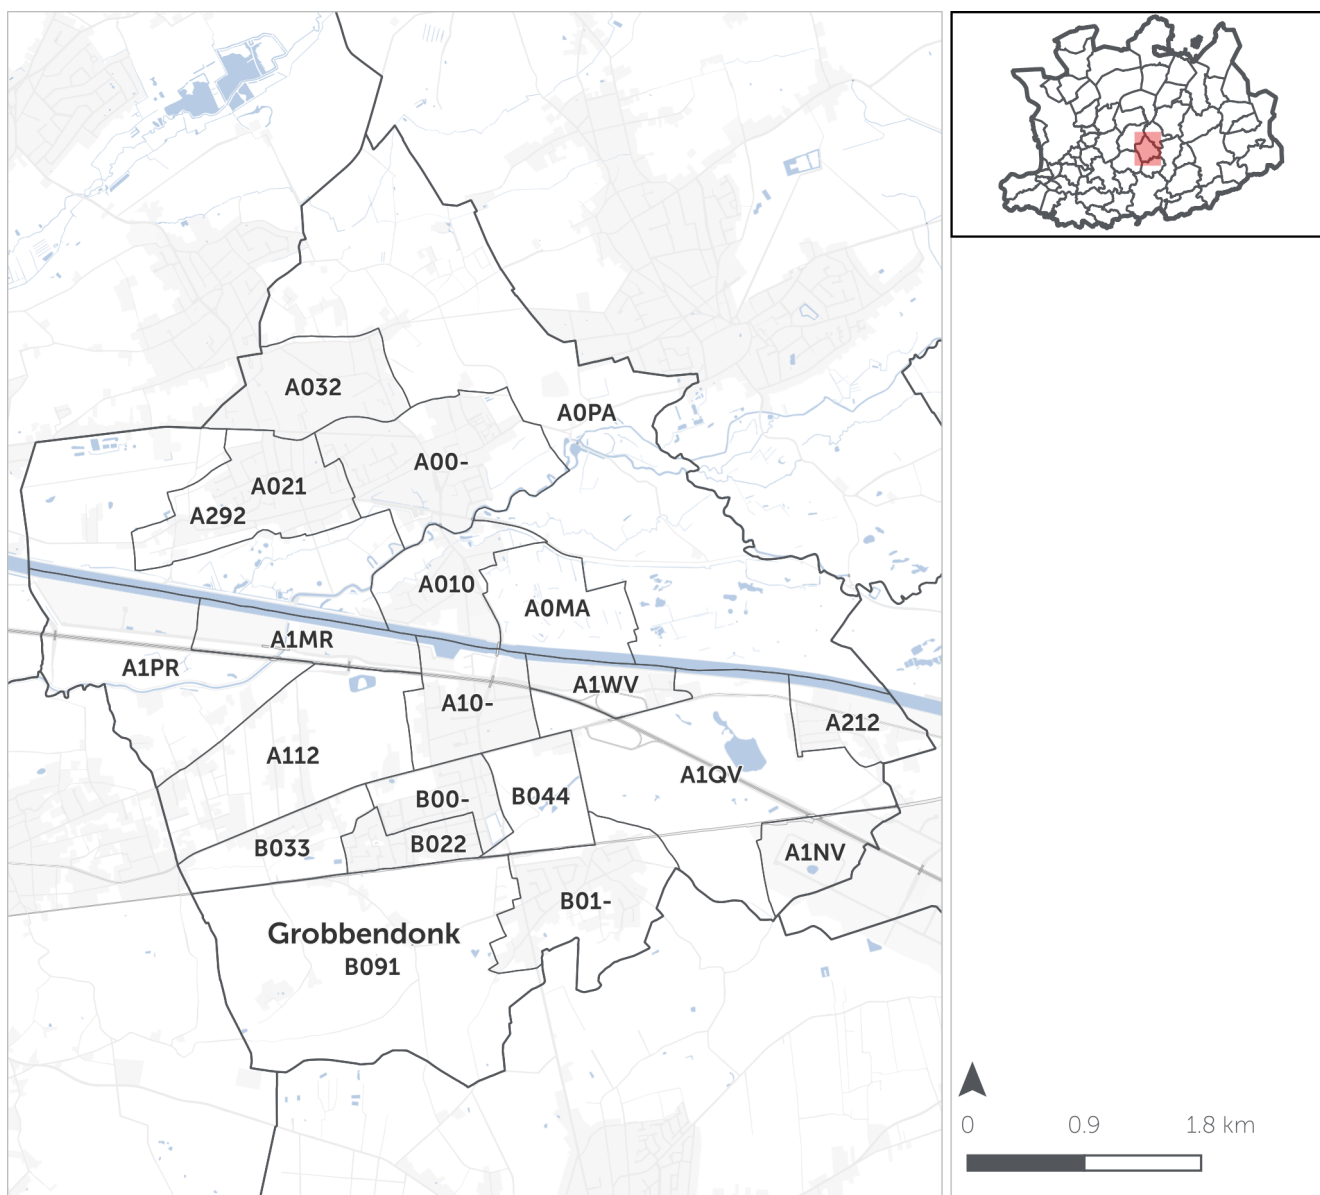 A032
A0PA
A00-
A021
A292
A010
A0MA
A1MR
A1PR
A1WV
A10-
A212
A112
A1QV
B00-
B044
B022
B033
A1NV
B01-
Grobbendonk
B091
0 0.9 1.8 km